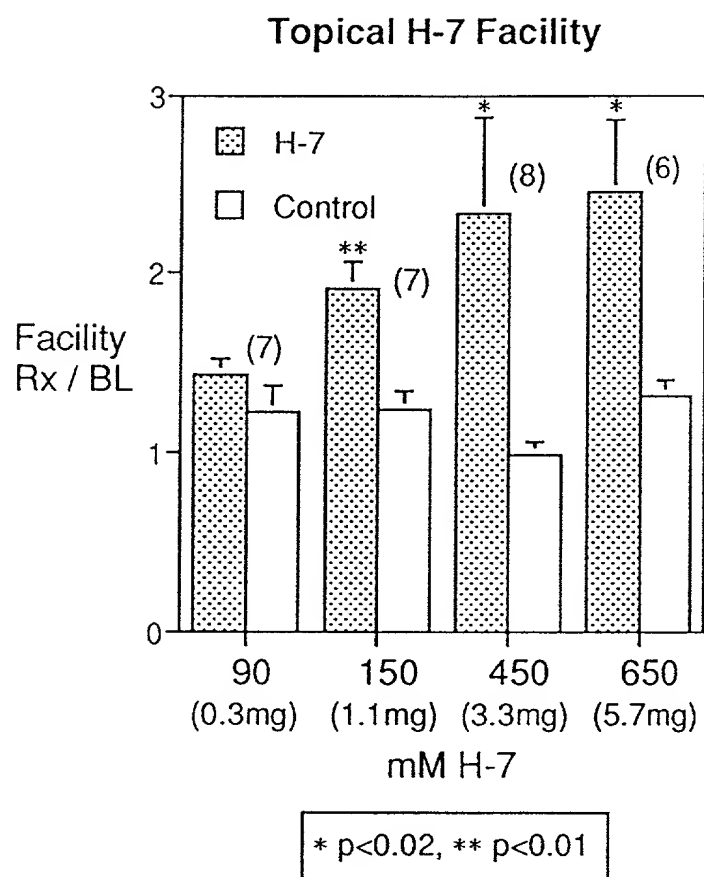 Topical H-7 Facility
3
H-7
Control
*
*
(8)
(6)
2
**
(7)
Facility
Rx / BL
(7)
1
0
90
150
450
650
(0.3mg)
(1.1mg)
(3.3mg)
(5.7mg)
mM H-7
* p<0.02, ** p<0.01